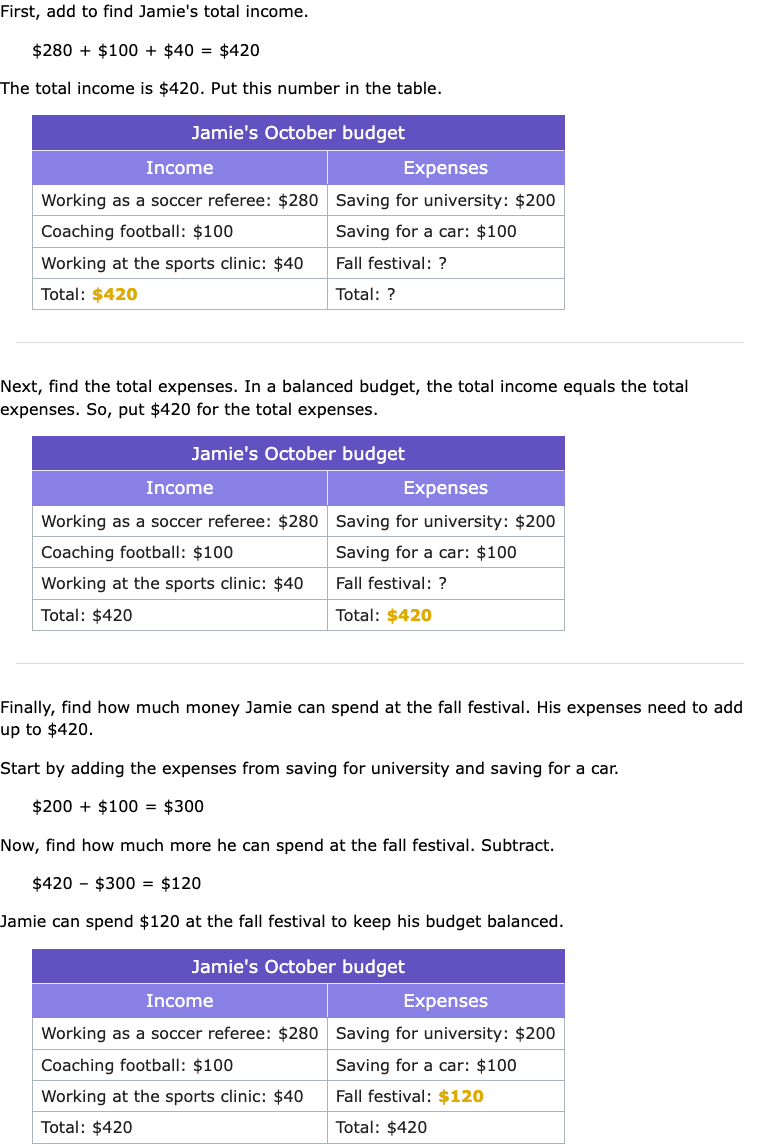 First, add to find Jamie's total income.
$280 + $100 + $40 = $420
The total income is $420. Put this number in the table.
Jamie's October budget
Income Expenses
Working as a soccer referee: $280 Saving for university: $200
Coaching football: $100 Saving for a car: $100
Working at the sports clinic: $40 Fall festival: ?
Total: $420 Total: ?
Next, find the total expenses. In a balanced budget, the total income equals the total
expenses. So, put $420 for the total expenses.
Jamie's October budget
Income Expenses
Working as a soccer referee: $280 Saving for university: $200
Coaching football: $100 Saving for a car: $100
Working at the sports clinic: $40 Fall festival: ?
Total: $420 Total: $420
Finally, find how much money Jamie can spend at the fall festival. His expenses need to add
up to $420.
Start by adding the expenses from saving for university and saving for a car.
$200 + $100 = $300
Now, find how much more he can spend at the fall festival. Subtract.
$420 – $300 = $120
Jamie can spend $120 at the fall festival to keep his budget balanced.
Jamie's October budget
Income Expenses
Working as a soccer referee: $280 Saving for university: $200
Coaching football: $100 Saving for a car: $100
Working at the sports clinic: $40 Fall festival: $120
Total: $420 Total: $420